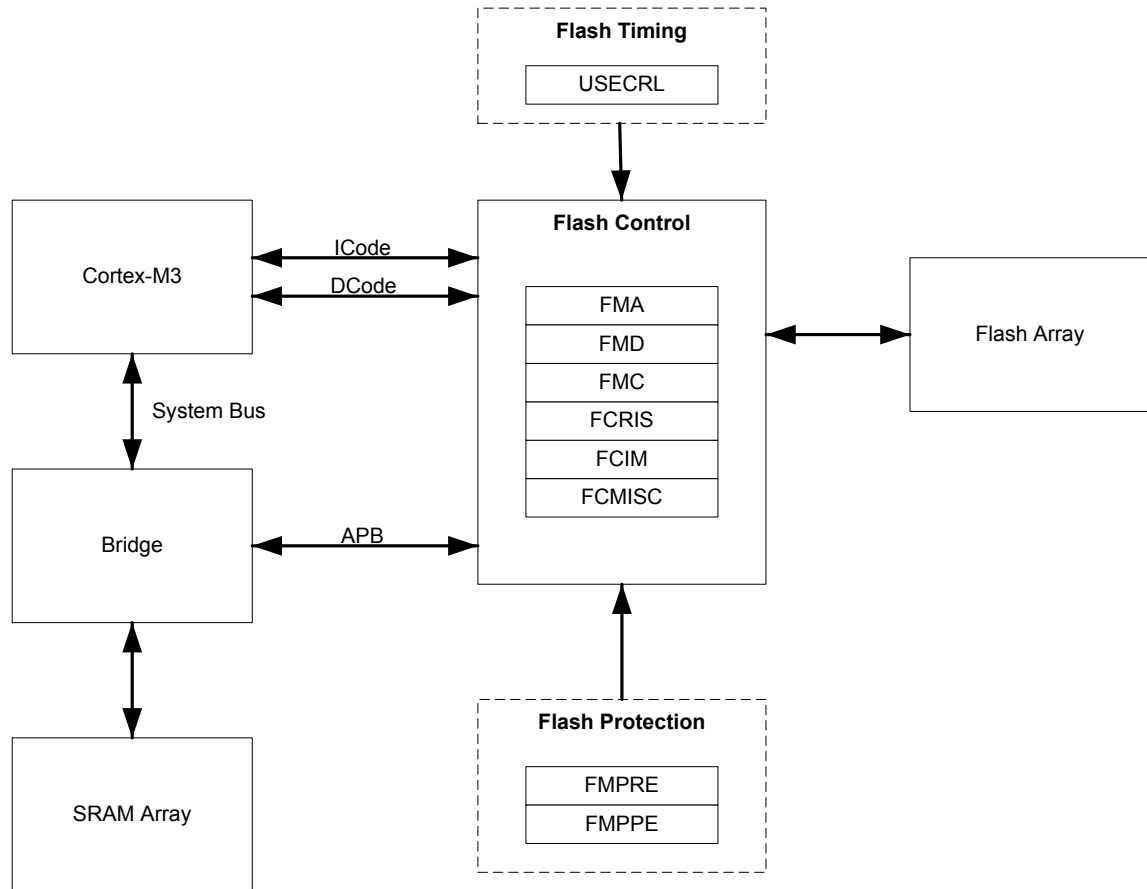 Flash Timing
USECRL
Flash Control
ICode
Cortex-M3
DCode
FMA
FMD
FMC
FCRIS
FCIM
FCMISC
Flash Array
System Bus
Bridge
APB
Flash Protection
FMPRE
FMPPE
SRAM Array